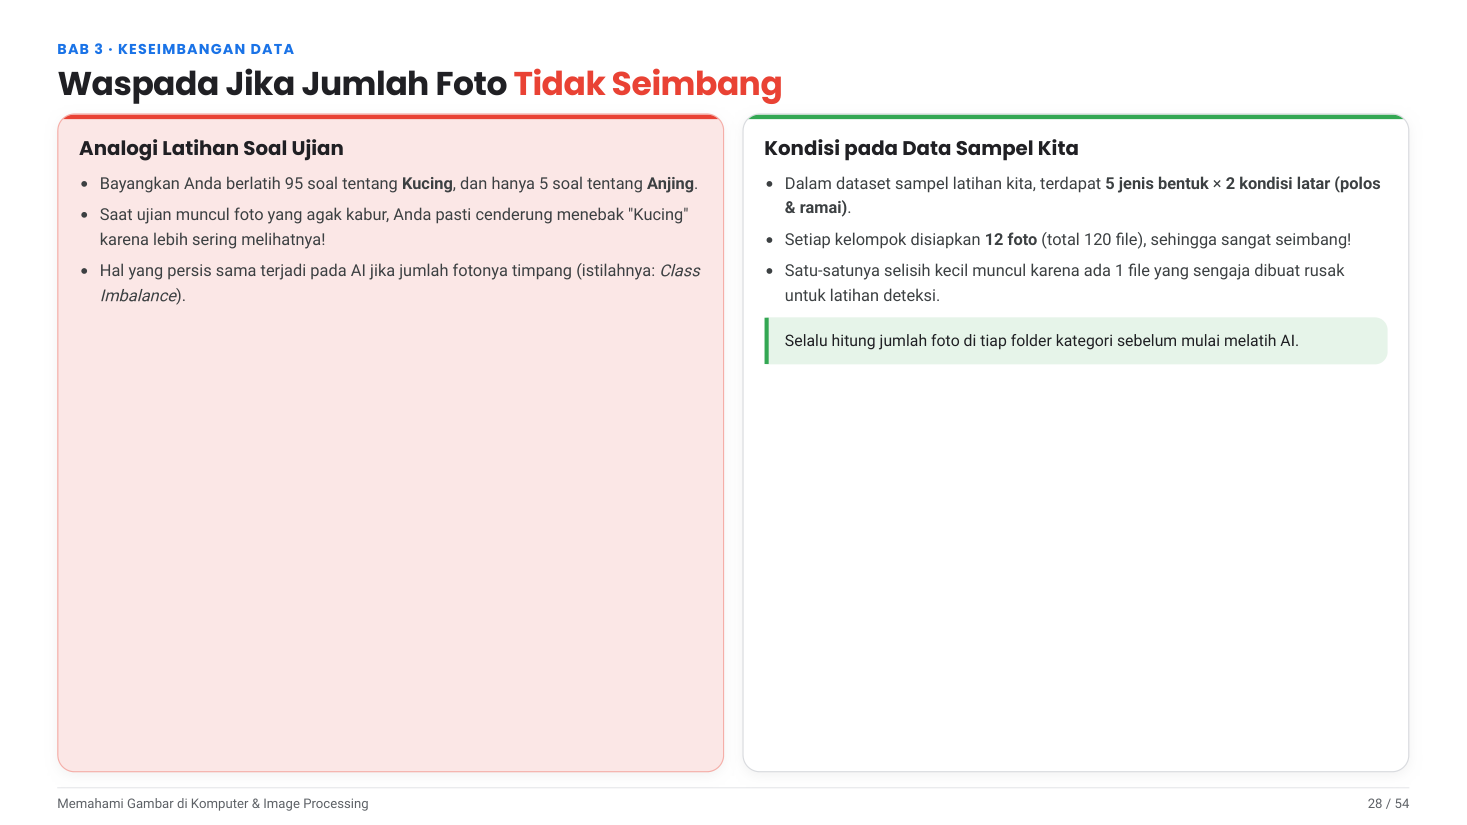 BAB 3 · KESEIMBANGAN DATA
Waspada Jika Jumlah Foto Tidak Seimbang
Analogi Latihan Soal Ujian
• Bayangkan Anda berlatih 95 soal tentang Kucing, dan hanya 5 soal tentang Anjing.
• Saat ujian muncul foto yang agak kabur, Anda pasti cenderung menebak "Kucing"
karena lebih sering melihatnya!
• Hal yang persis sama terjadi pada AI jika jumlah fotonya timpang (istilahnya: Class
Imbalance).
Kondisi pada Data Sampel Kita
• Dalam dataset sampel latihan kita, terdapat 5 jenis bentuk × 2 kondisi latar (polos
& ramai).
• Setiap kelompok disiapkan 12 foto (total 120 file), sehingga sangat seimbang!
• Satu-satunya selisih kecil muncul karena ada 1 file yang sengaja dibuat rusak
untuk latihan deteksi.
Selalu hitung jumlah foto di tiap folder kategori sebelum mulai melatih AI.
Memahami Gambar di Komputer & Image Processing
28 / 54